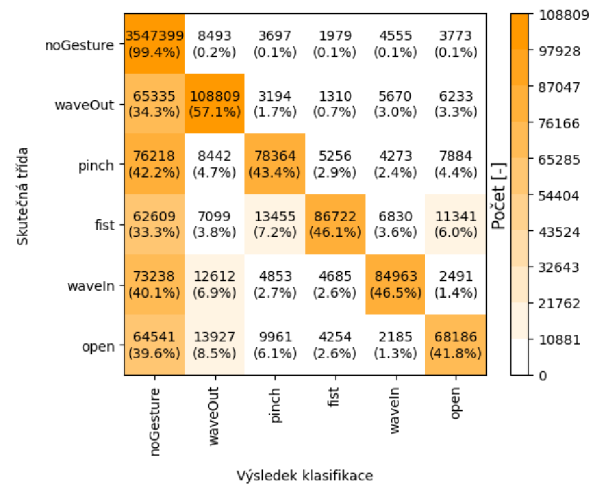 noGesture 3547399 8493 3697 1979 4555 3773
(99.4%) (0.2%) (0.1%) (0.1%) (0.1%) (0.1%)
waveOut 65335 108809 3194 1310 5670 6233
(34.3%) (57.1%) (1.7%) (0.7%) (3.0%) (3.3%)
pinch 76218 8442 78364 5256 4273 7884
(42.2%) (4.7%) (43.4%) (2.9%) (2.4%) (4.4%)
fist 62609 7099 13455 86722 6830 11341
(33.3%) (3.8%) (7.2%) (46.1%) (3.6%) (6.0%)
waveIn 73238 12612 4853 4685 84963 2491
(40.1%) (6.9%) (2.7%) (2.6%) (46.5%) (1.4%)
open 64541 13927 9961 4254 2185 68186
(39.6%) (8.5%) (6.1%) (2.6%) (1.3%) (41.8%)
noGesture
waveOut
pinch
fist
waveIn
open
Skutečná třída
Výsledek klasifikace
Počet [-]
108809
97928
87047
76166
65285
54404
43524
32643
21762
10881
0